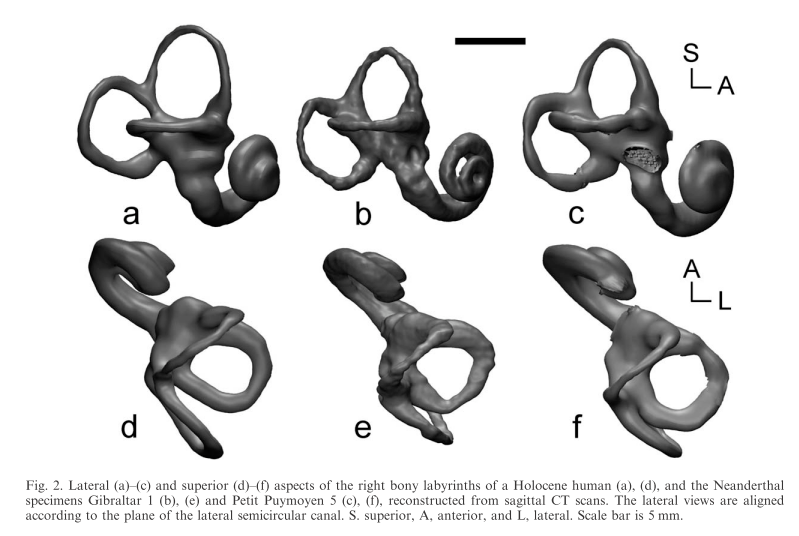 S
A
a
b
c
A
L
d
e
f
Fig. 2. Lateral (a)–(c) and superior (d)–(f) aspects of the right bony labyrinths of a Holocene human (a), (d), and the Neanderthal
specimens Gibraltar 1 (b), (e) and Petit Puymoyen 5 (c), (f), reconstructed from sagittal CT scans. The lateral views are aligned
according to the plane of the lateral semicircular canal. S. superior, A, anterior, and L, lateral. Scale bar is 5 mm.